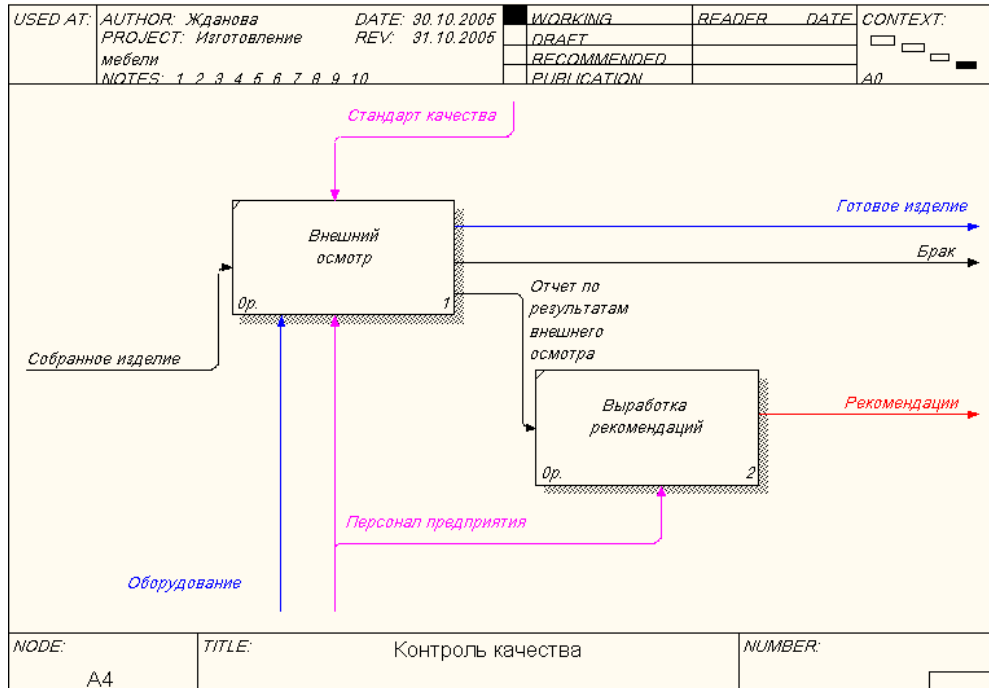 USED AT:
AUTHOR: Жданова
DATE: 30.10.2005
PROJECT: Изготовление
REV: 31.10.2005
мебели
NOTES: 1 2 3 4 5 6 7 8 9 10
WORKING
DRAFT
RECOMMENDED
PUBLICATION
READER DATE
CONTEXT:
A0
Стандарт качества
Готовое изделие
Внешний
осмотр
0р. 1
Брак
Отчет по
результатам
внешнего
осмотра
Собранное изделие
Рекомендации
Выработка
рекомендаций
0р. 2
Персонал предприятия
Оборудование
NODE:
A4
TITLE:
Контроль качества
NUMBER: